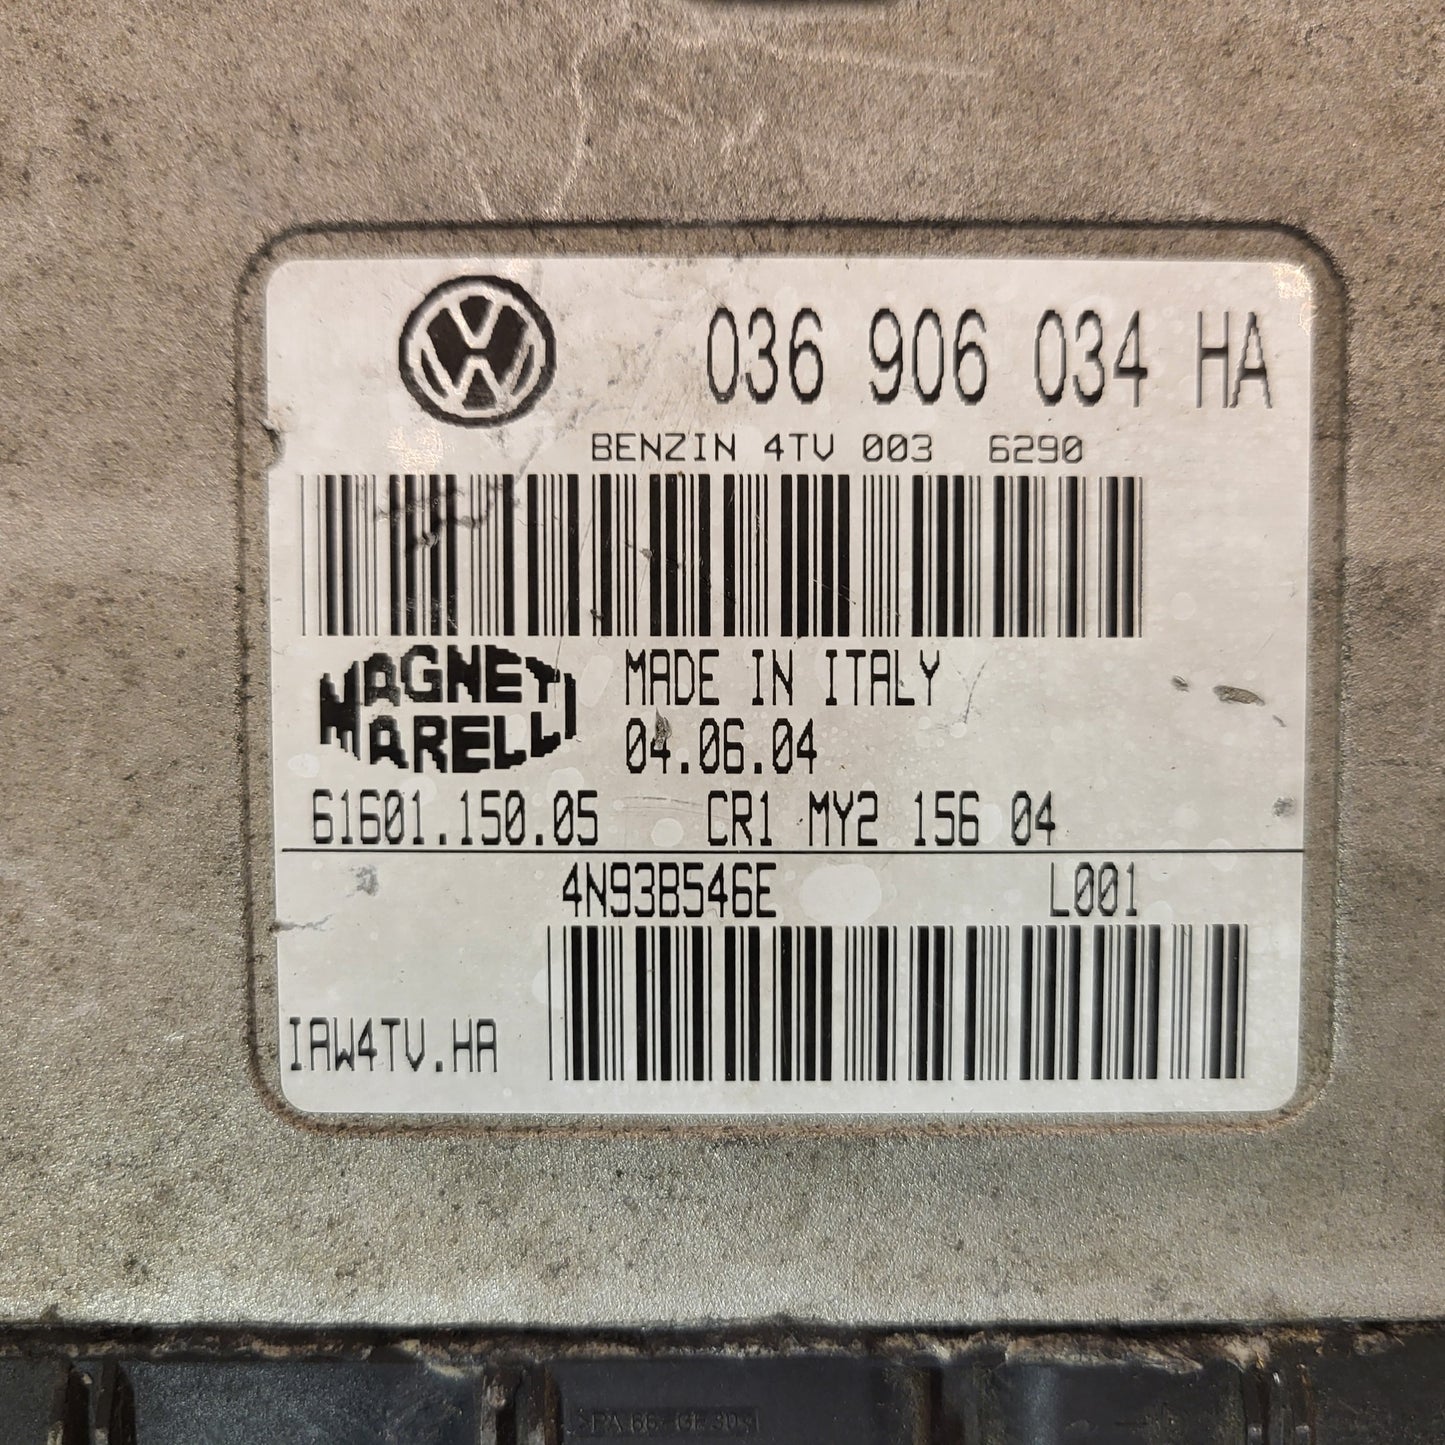 036 906 034 HA
BENZIN 4TV 003 6290
MAGNETI MARELLI
MADE IN ITALY
04.06.04
61601.150.05 CR1 MY2 156 04
4N93B546E L001
IAW4TV.HA